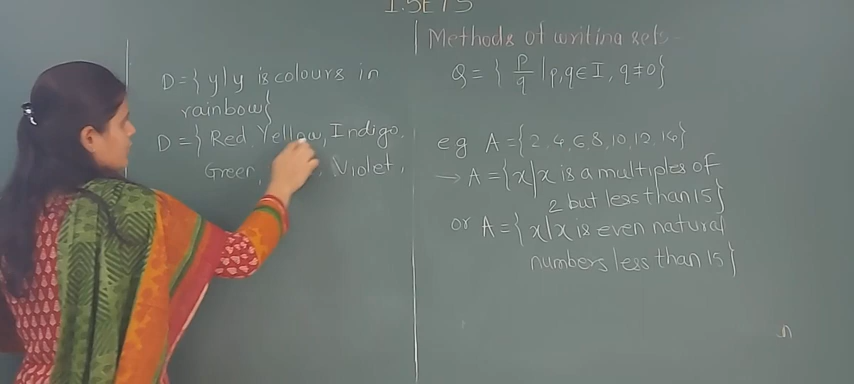 1. SETS
D = { y|y is colours in
rainbow}
D = { Red, Yellow, Indigo,
Green, , Violet,
Methods of writing sets
Q = { p/q | p,q ∈ I, q ≠ 0 }
eg A = {2, 4, 6, 8, 10, 12, 14}
→ A = { x | x is a multiples of
2 but less than 15 }
or A = { x | x is even natural
numbers less than 15 }
n